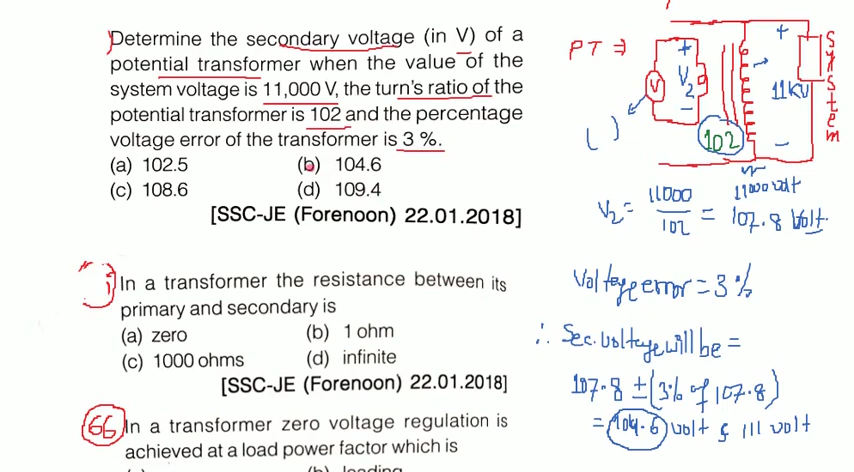 Determine the secondary voltage (in V) of a
potential transformer when the value of the
system voltage is 11,000 V, the turn's ratio of the
potential transformer is 102 and the percentage
voltage error of the transformer is 3 %.
(a) 102.5 (b) 104.6
(c) 108.6 (d) 109.4
[SSC-JE (Forenoon) 22.01.2018]
In a transformer the resistance between its
primary and secondary is
(a) zero (b) 1 ohm
(c) 1000 ohms (d) infinite
[SSC-JE (Forenoon) 22.01.2018]
66 In a transformer zero voltage regulation is
achieved at a load power factor which is
PT ⇒
V
+
V2
-
( )
102
+
11KV
-
System
11000 volt
V2 = 11000/102 = 107.8 Volt.
Voltage error = 3%
∴ Sec. voltage will be =
107.8 ± (3% of 107.8)
= 104.6 volt & 111 volt